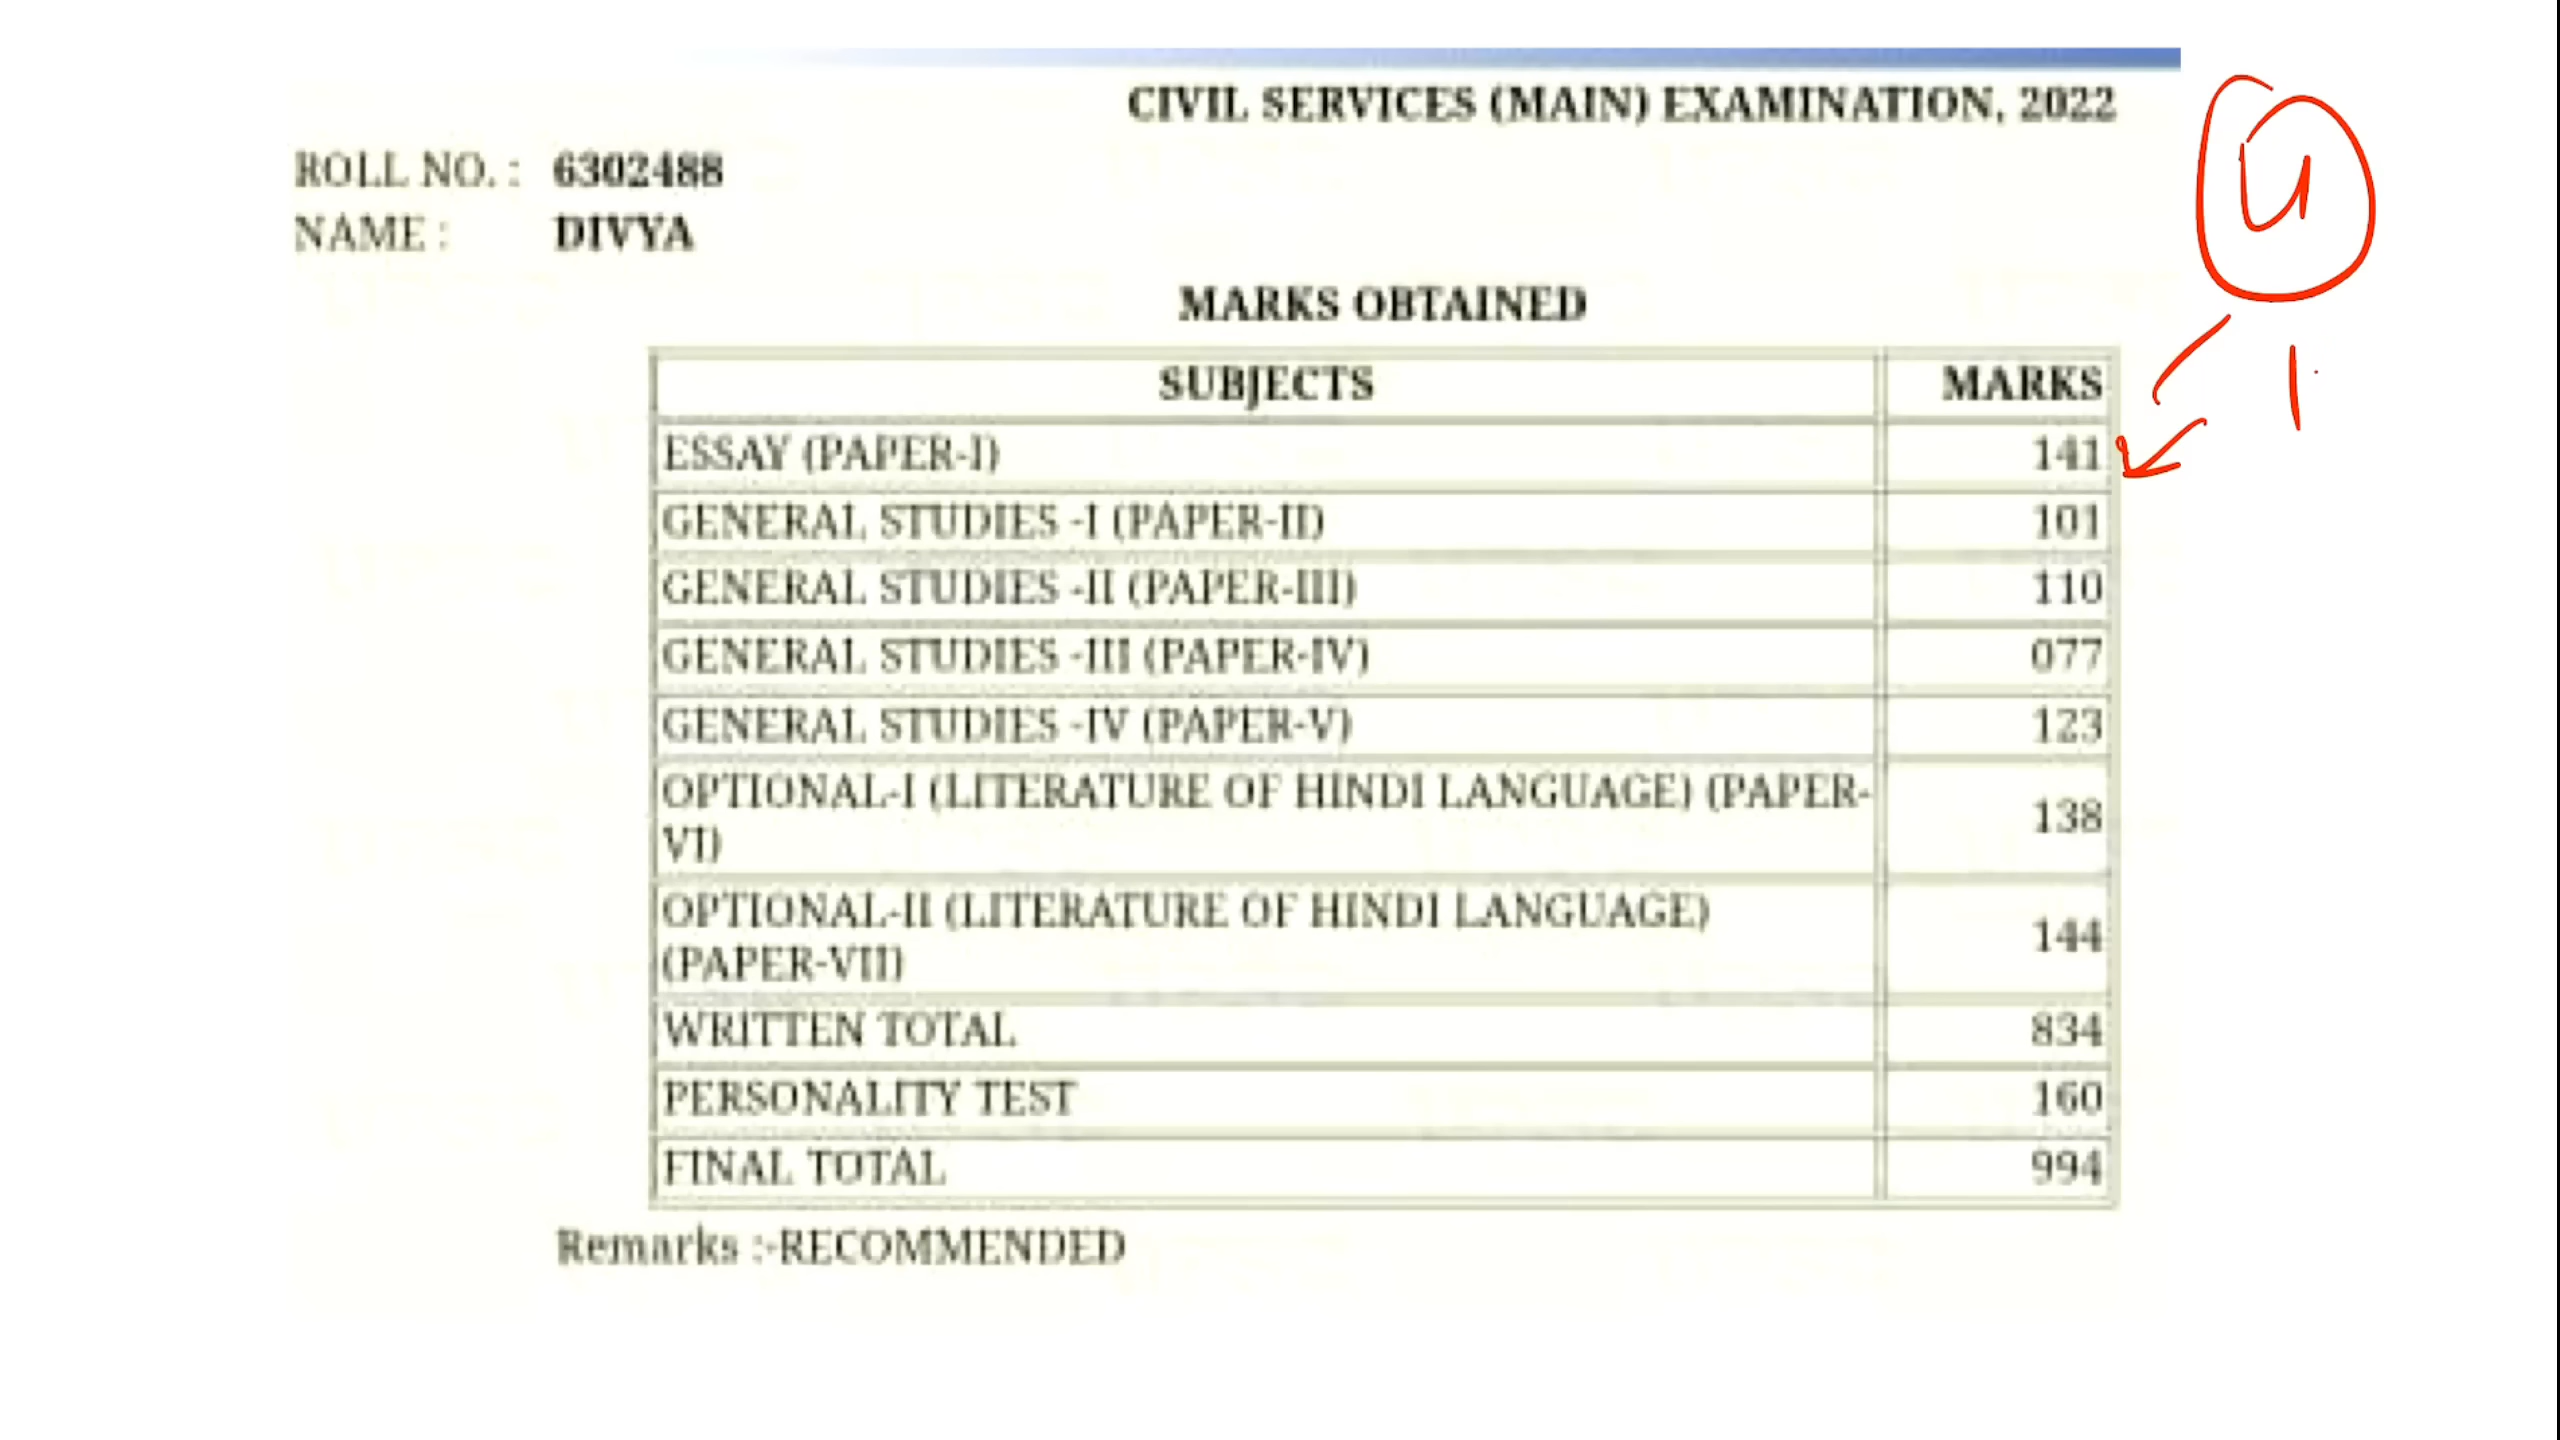 CIVIL SERVICES (MAIN) EXAMINATION, 2022
ROLL NO. : 6302488
NAME : DIVYA
MARKS OBTAINED
SUBJECTS MARKS
ESSAY (PAPER-I) 141
GENERAL STUDIES -I (PAPER-II) 101
GENERAL STUDIES -II (PAPER-III) 110
GENERAL STUDIES -III (PAPER-IV) 077
GENERAL STUDIES -IV (PAPER-V) 123
OPTIONAL-I (LITERATURE OF HINDI LANGUAGE) (PAPER-
VI) 138
OPTIONAL-II (LITERATURE OF HINDI LANGUAGE)
(PAPER-VII) 144
WRITTEN TOTAL 834
PERSONALITY TEST 160
FINAL TOTAL 994
Remarks :-RECOMMENDED